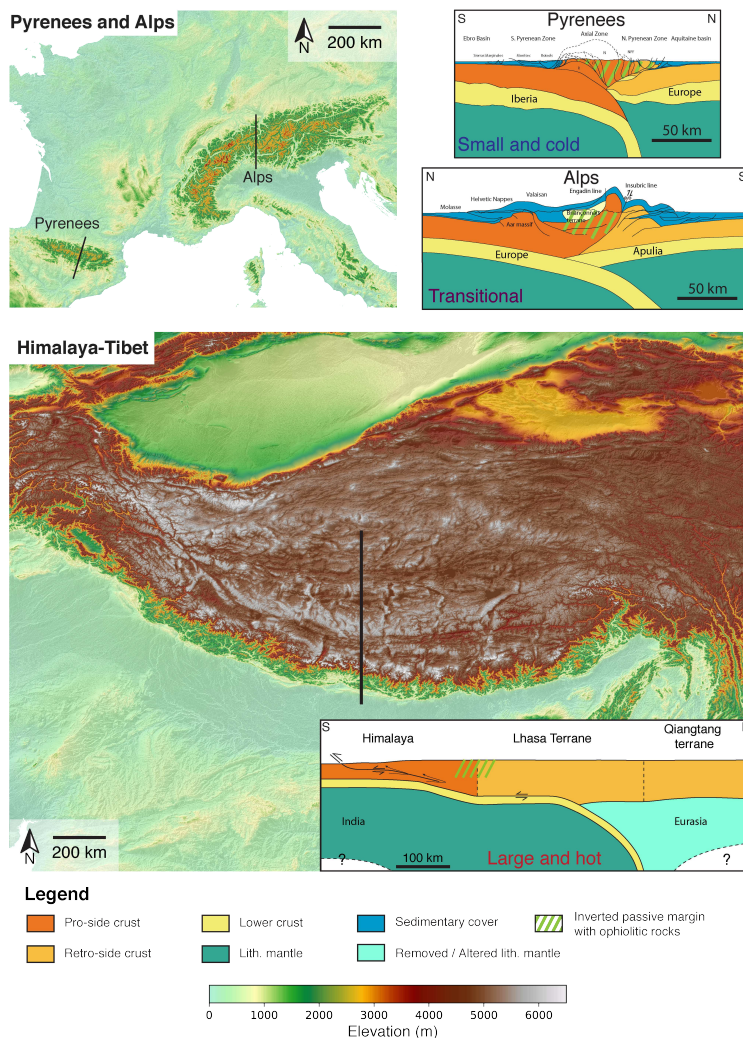 Pyrenees and Alps
N
200 km
Alps
Pyrenees
S
Pyrenees
N
Ebro Basin
S. Pyrenean Zone
Axial Zone
N. Pyrenean Zone
Aquitaine basin
Iberia
Europe
Small and cold
50 km
N
Alps
S
Molasse
Helvetic Nappes
Valaisan
Engadin line
Insubric line
Briançonnais
terrane
Aar massif
Europe
Apulia
Transitional
50 km
Himalaya-Tibet
N
200 km
S
Himalaya
Lhasa Terrane
Qiangtang
terrane
India
Eurasia
?
100 km
Large and hot
?
Legend
Pro-side crust
Lower crust
Sedimentary cover
Inverted passive margin
with ophiolitic rocks
Retro-side crust
Lith. mantle
Removed / Altered lith. mantle
0 1000 2000 3000 4000 5000 6000
Elevation (m)